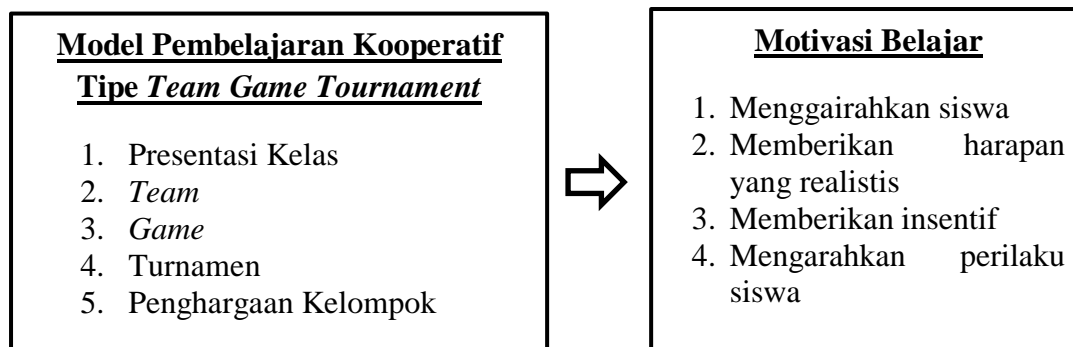 Model Pembelajaran Kooperatif
Tipe Team Game Tournament
1. Presentasi Kelas
2. Team
3. Game
4. Turnamen
5. Penghargaan Kelompok
Motivasi Belajar
1. Menggairahkan siswa
2. Memberikan harapan
yang realistis
3. Memberikan insentif
4. Mengarahkan perilaku
siswa